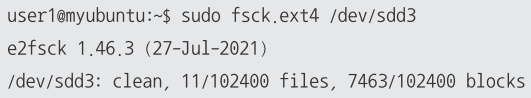 user1@myubuntu:~$ sudo fsck.ext4 /dev/sdd3
e2fsck 1.46.3 (27-Jul-2021)
/dev/sdd3: clean, 11/102400 files, 7463/102400 blocks